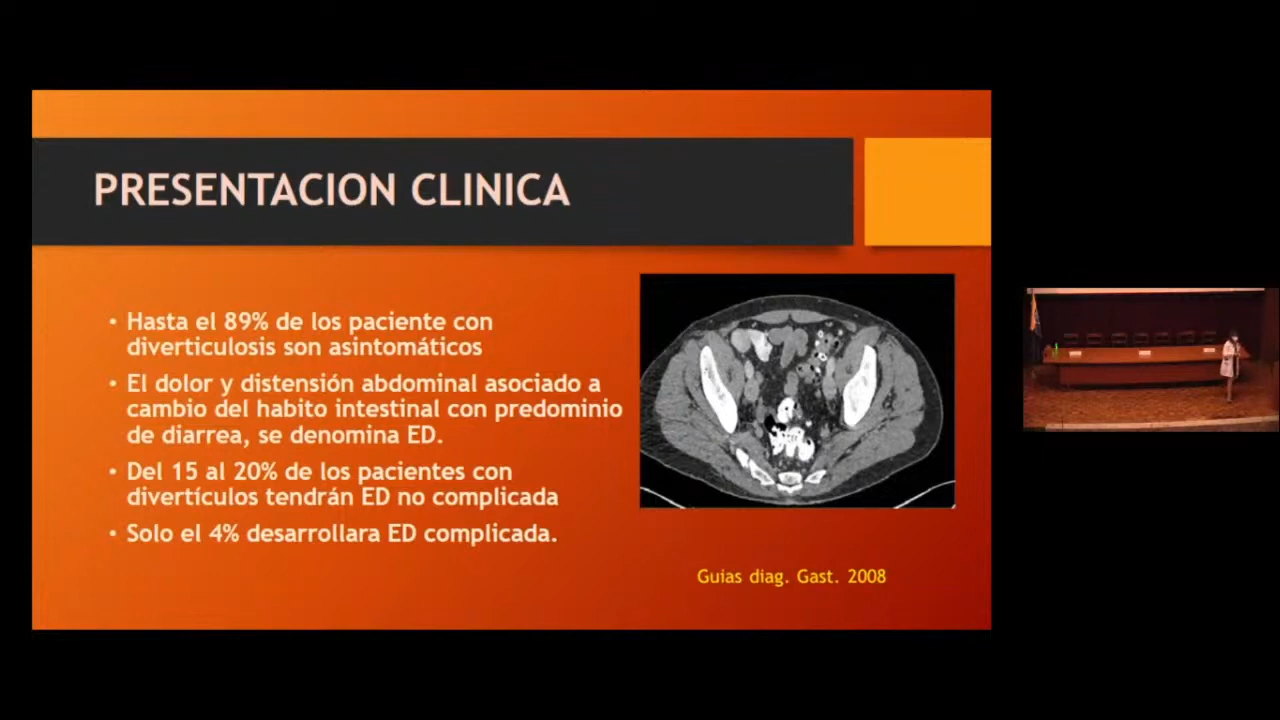 PRESENTACION CLINICA
• Hasta el 89% de los paciente con
diverticulosis son asintomáticos
• El dolor y distensión abdominal asociado a
cambio del habito intestinal con predominio
de diarrea, se denomina ED.
• Del 15 al 20% de los pacientes con
divertículos tendrán ED no complicada
• Solo el 4% desarrollara ED complicada.
Guias diag. Gast. 2008